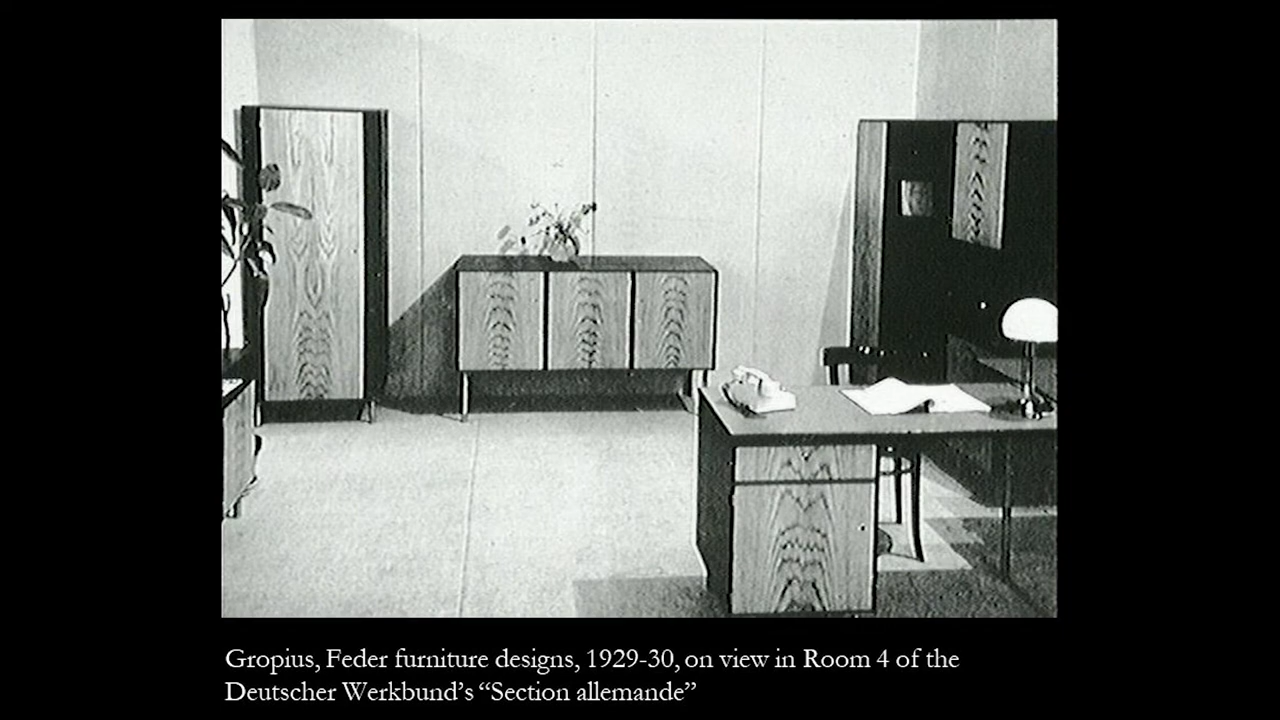 Gropius, Feder furniture designs, 1929-30, on view in Room 4 of the
Deutscher Werkbund’s “Section allemande”